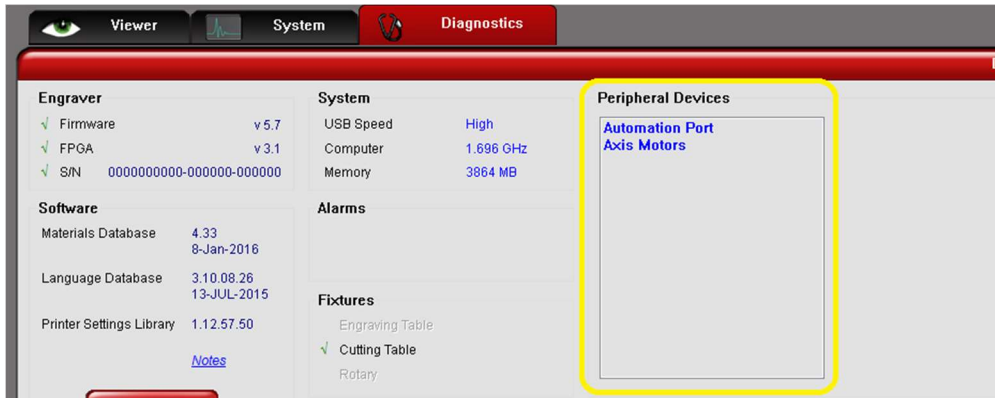 Viewer
System
Diagnostics
Engraver
√ Firmware v 5.7
√ FPGA v 3.1
√ S/N 0000000000-000000-000000
Software
Materials Database 4.33
8-Jan-2016
Language Database 3.10.08.26
13-JUL-2015
Printer Settings Library 1.12.57.50
Notes
System
USB Speed High
Computer 1.696 GHz
Memory 3864 MB
Alarms
Fixtures
Engraving Table
√ Cutting Table
Rotary
Peripheral Devices
Automation Port
Axis Motors